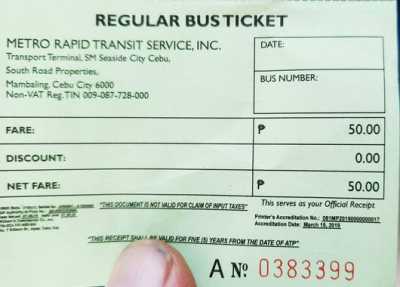 REGULAR BUS TICKET
METRO RAPID TRANSIT SERVICE, INC.
Transport Terminal, SM Seaside City Cebu,
South Road Properties,
Mambaling, Cebu City 6000
Non-VAT Reg.TIN 009-087-728-000
DATE:
BUS NUMBER:
FARE: ₱ 50.00
DISCOUNT: 0.00
NET FARE: ₱ 50.00
"THIS DOCUMENT IS NOT VALID FOR CLAIM OF INPUT TAXES"
This serves as your Official Receipt
Printer's Accreditation No.:
Accreditation Date: March 15, 2019
"THIS RECEIPT SHALL BE VALID FOR FIVE (5) YEARS FROM THE DATE OF ATP"
A Nº 0383399